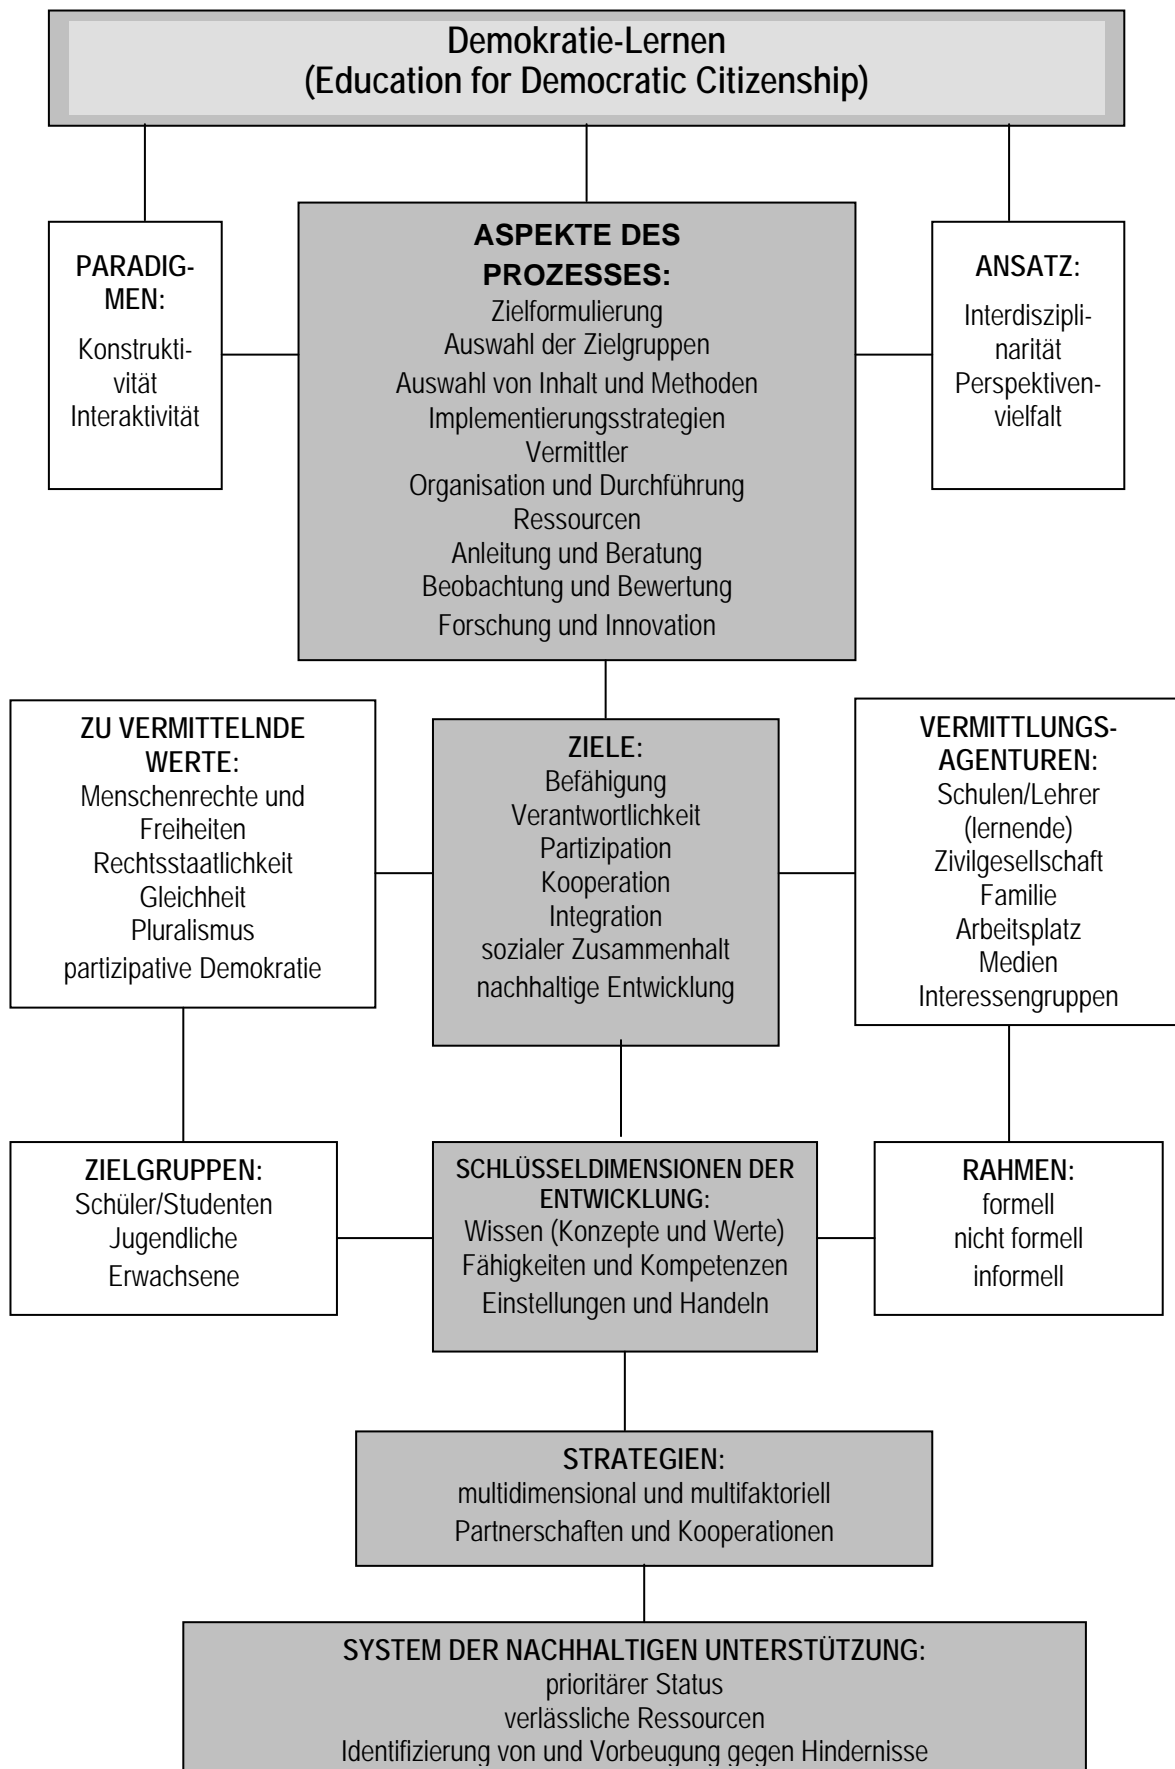 Demokratie-Lernen
(Education for Democratic Citizenship)
PARADIG-
MEN:
Konstrukti-
vität
Interaktivität
ASPEKTE DES
PROZESSES:
Zielformulierung
Auswahl der Zielgruppen
Auswahl von Inhalt und Methoden
Implementierungsstrategien
Vermittler
Organisation und Durchführung
Ressourcen
Anleitung und Beratung
Beobachtung und Bewertung
Forschung und Innovation
ANSATZ:
Interdiszipli-
narität
Perspektiven-
vielfalt
ZU VERMITTELNDE
WERTE:
Menschenrechte und
Freiheiten
Rechtsstaatlichkeit
Gleichheit
Pluralismus
partizipative Demokratie
ZIELE:
Befähigung
Verantwortlichkeit
Partizipation
Kooperation
Integration
sozialer Zusammenhalt
nachhaltige Entwicklung
VERMITTLUNGS-
AGENTUREN:
Schulen/Lehrer
(lernende)
Zivilgesellschaft
Familie
Arbeitsplatz
Medien
Interessengruppen
ZIELGRUPPEN:
Schüler/Studenten
Jugendliche
Erwachsene
SCHLÜSSELDIMENSIONEN DER
ENTWICKLUNG:
Wissen (Konzepte und Werte)
Fähigkeiten und Kompetenzen
Einstellungen und Handeln
RAHMEN:
formell
nicht formell
informell
STRATEGIEN:
multidimensional und multifaktoriell
Partnerschaften und Kooperationen
SYSTEM DER NACHHALTIGEN UNTERSTÜTZUNG:
prioritärer Status
verlässliche Ressourcen
Identifizierung von und Vorbeugung gegen Hindernisse